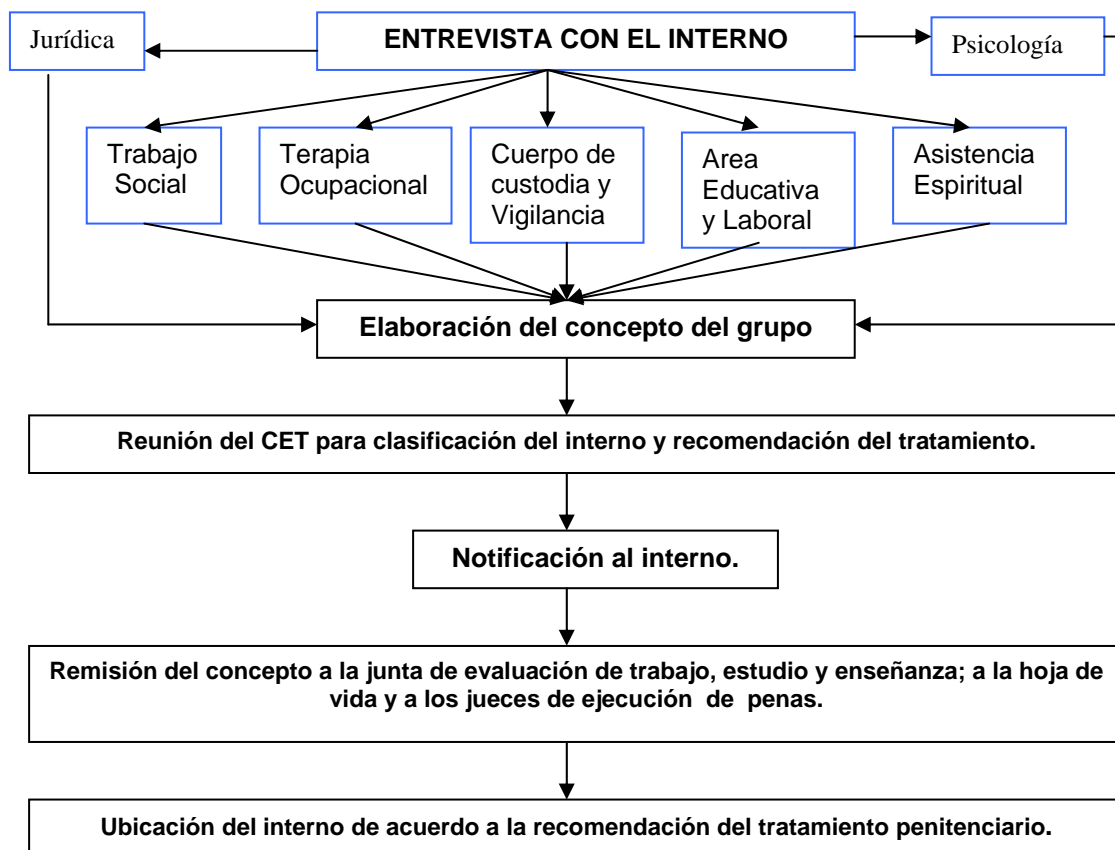 Jurídica
ENTREVISTA CON EL INTERNO
Psicología
Trabajo
Social
Terapia
Ocupacional
Cuerpo de
custodia y
Vigilancia
Area
Educativa
y Laboral
Asistencia
Espiritual
Elaboración del concepto del grupo
Reunión del CET para clasificación del interno y recomendación del tratamiento.
Notificación al interno.
Remisión del concepto a la junta de evaluación de trabajo, estudio y enseñanza; a la hoja de
vida y a los jueces de ejecución de penas.
Ubicación del interno de acuerdo a la recomendación del tratamiento penitenciario.